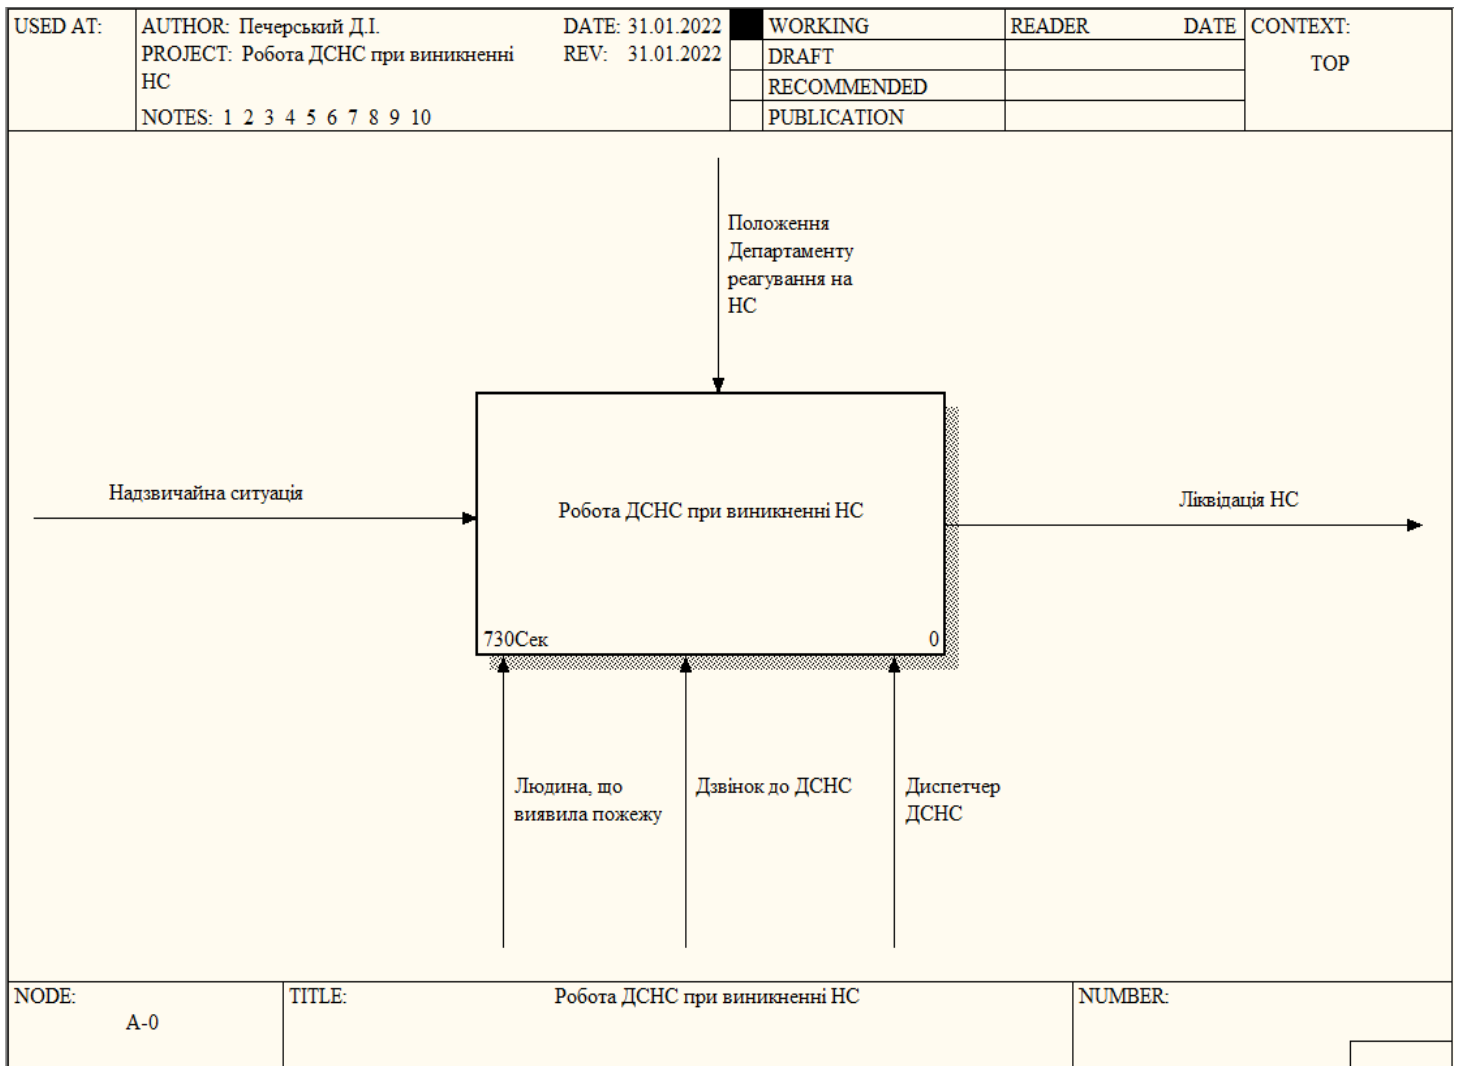 USED AT:
AUTHOR: Печерський Д.І.
DATE: 31.01.2022
PROJECT: Робота ДСНС при виникненні
НС
REV: 31.01.2022
NOTES: 1 2 3 4 5 6 7 8 9 10
WORKING
DRAFT
RECOMMENDED
PUBLICATION
READER
DATE
CONTEXT:
TOP
Положення
Департаменту
реагування на
НС
Надзвичайна ситуація
Робота ДСНС при виникненні НС
Ліквідація НС
730Сек
0
Людина, що
виявила пожежу
Дзвінок до ДСНС
Диспетчер
ДСНС
NODE:
A-0
TITLE:
Робота ДСНС при виникненні НС
NUMBER: